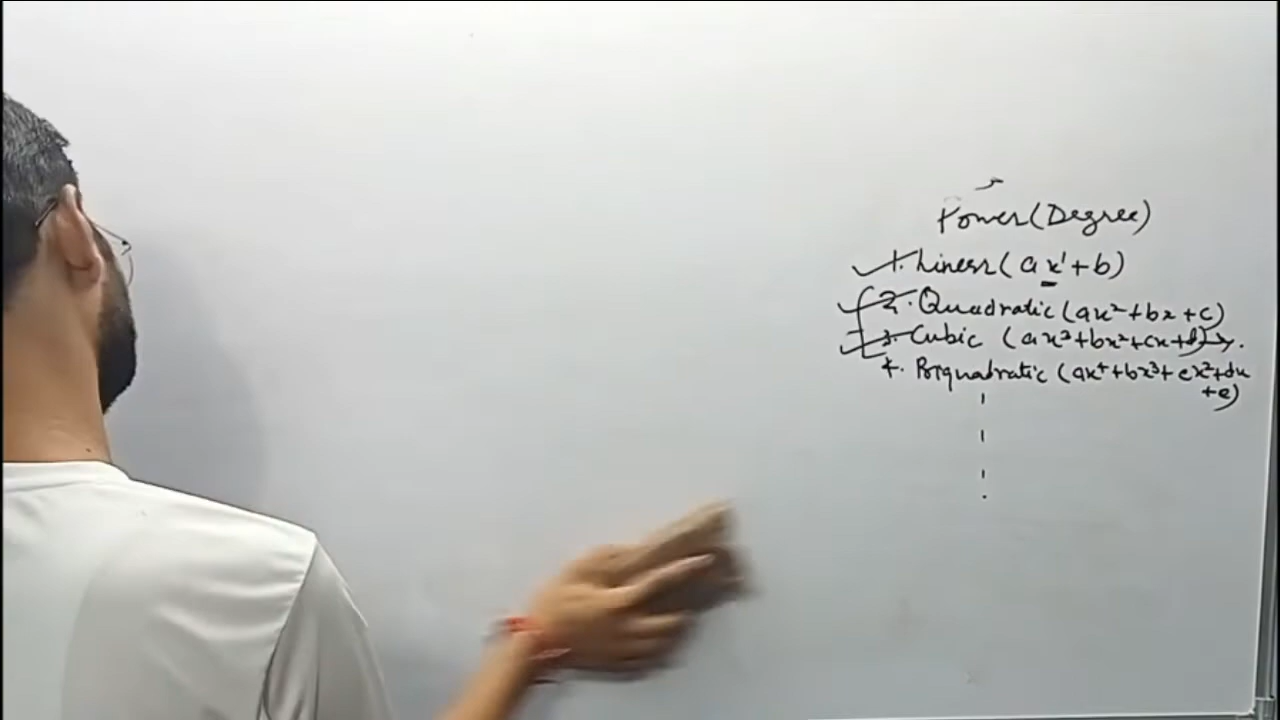 Power (Degree)
1. Linear (ax¹+b)
2. Quadratic (ax²+bx+c)
3. Cubic (ax³+bx²+cx+d) →.
4. Biquadratic (ax⁴+bx³+cx²+dx
+e)